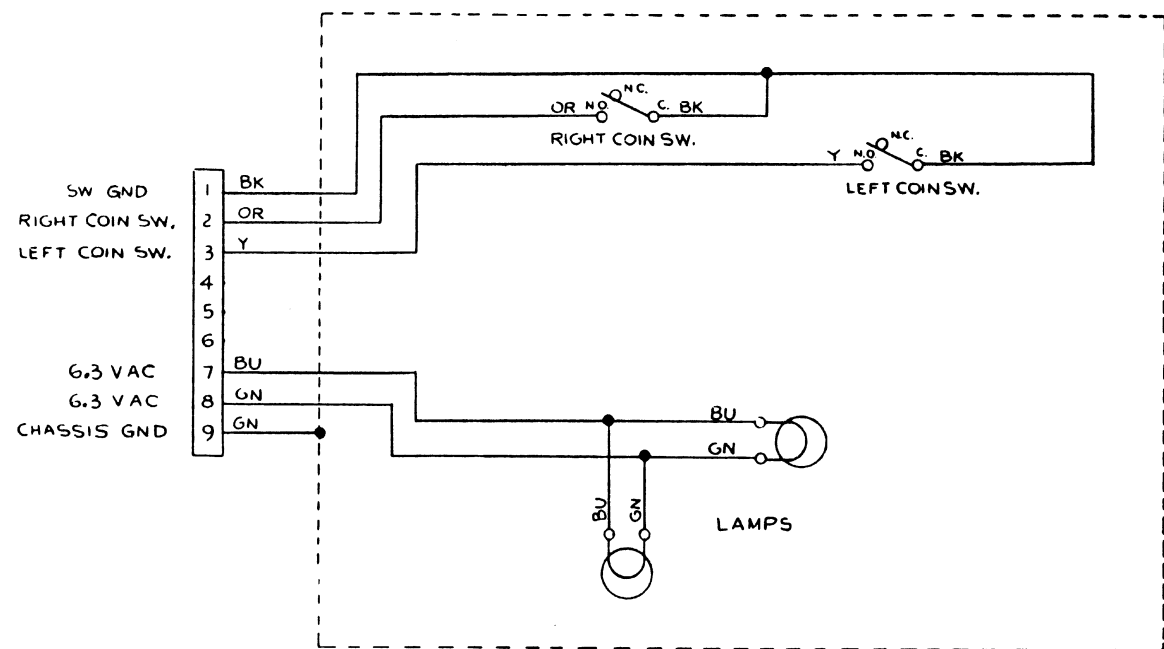 N.C.
OR N.O. C. BK
RIGHT COIN SW.
N.C.
Y N.O. C. BK
LEFT COIN SW.
SW GND 1 BK
RIGHT COIN SW. 2 OR
LEFT COIN SW. 3 Y
4
5
6
6.3 VAC 7 BU
6.3 VAC 8 GN
CHASSIS GND 9 GN
BU
GN
BU GN
LAMPS